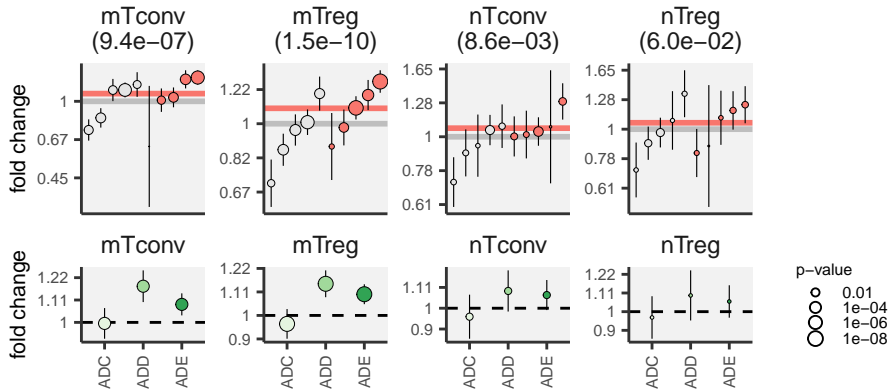 mTconv
(9.4e−07)
mTreg
(1.5e−10)
nTconv
(8.6e−03)
nTreg
(6.0e−02)
fold change
1
0.67
0.45
1.22
1
0.82
0.67
1.65
1.28
1
0.78
0.61
1.65
1.28
1
0.78
0.61
mTconv
mTreg
nTconv
nTreg
fold change
1.22
1.11
1
1.22
1.11
1
0.9
1.11
1
0.9
1.22
1.11
1
0.9
ADC
ADD
ADE
ADC
ADD
ADE
ADC
ADD
ADE
ADC
ADD
ADE
p−value
0.01
1e−04
1e−06
1e−08